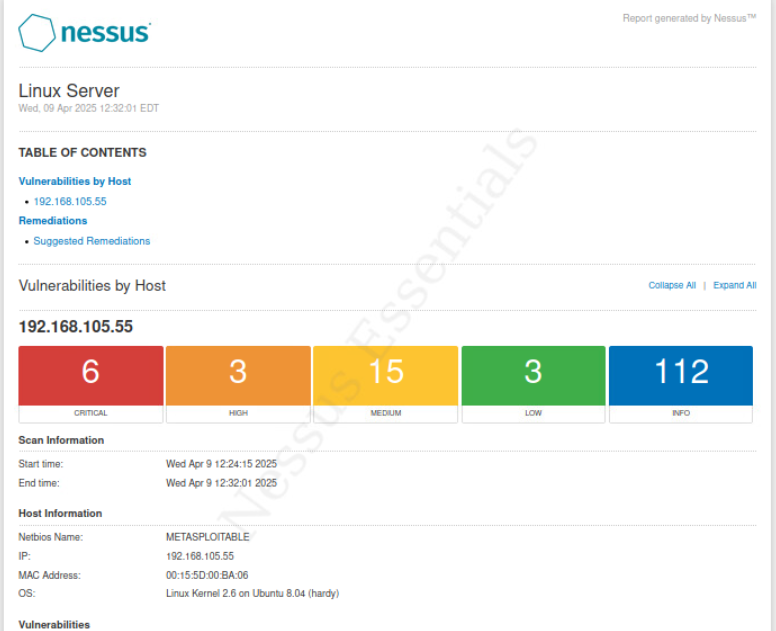 nessus
Report generated by Nessus™
Linux Server
Wed, 09 Apr 2025 12:32:01 EDT
TABLE OF CONTENTS
Vulnerabilities by Host
• 192.168.105.55
Remediations
• Suggested Remediations
Vulnerabilities by Host
Collapse All | Expand All
192.168.105.55
6 3 15 3 112
CRITICAL HIGH MEDIUM LOW INFO
Scan Information
Start time: Wed Apr 9 12:24:15 2025
End time: Wed Apr 9 12:32:01 2025
Host Information
Netbios Name: METASPLOITABLE
IP: 192.168.105.55
MAC Address: 00:15:5D:00:BA:06
OS: Linux Kernel 2.6 on Ubuntu 8.04 (hardy)
Vulnerabilities
Nessus Essentials